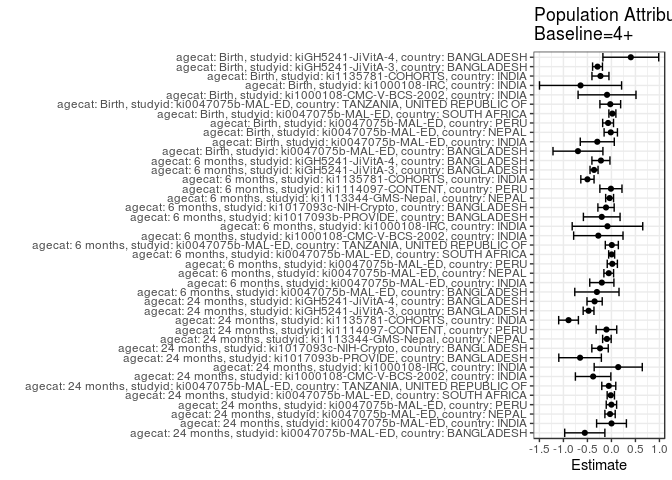 Population Attribu
Baseline=4+
agecat: Birth, studyid: kiGH5241-JiVitA-4, country: BANGLADESH
agecat: Birth, studyid: kiGH5241-JiVitA-3, country: BANGLADESH
agecat: Birth, studyid: ki1135781-COHORTS, country: INDIA
agecat: Birth, studyid: ki1000108-IRC, country: INDIA
agecat: Birth, studyid: ki1000108-CMC-V-BCS-2002, country: INDIA
agecat: Birth, studyid: ki0047075b-MAL-ED, country: TANZANIA, UNITED REPUBLIC OF
agecat: Birth, studyid: ki0047075b-MAL-ED, country: SOUTH AFRICA
agecat: Birth, studyid: ki0047075b-MAL-ED, country: PERU
agecat: Birth, studyid: ki0047075b-MAL-ED, country: NEPAL
agecat: Birth, studyid: ki0047075b-MAL-ED, country: INDIA
agecat: Birth, studyid: ki0047075b-MAL-ED, country: BANGLADESH
agecat: 6 months, studyid: kiGH5241-JiVitA-4, country: BANGLADESH
agecat: 6 months, studyid: kiGH5241-JiVitA-3, country: BANGLADESH
agecat: 6 months, studyid: ki1135781-COHORTS, country: INDIA
agecat: 6 months, studyid: ki1114097-CONTENT, country: PERU
agecat: 6 months, studyid: ki1113344-GMS-Nepal, country: NEPAL
agecat: 6 months, studyid: ki1017093c-NIH-Crypto, country: BANGLADESH
agecat: 6 months, studyid: ki1017093b-PROVIDE, country: BANGLADESH
agecat: 6 months, studyid: ki1000108-IRC, country: INDIA
agecat: 6 months, studyid: ki1000108-CMC-V-BCS-2002, country: INDIA
agecat: 6 months, studyid: ki0047075b-MAL-ED, country: TANZANIA, UNITED REPUBLIC OF
agecat: 6 months, studyid: ki0047075b-MAL-ED, country: SOUTH AFRICA
agecat: 6 months, studyid: ki0047075b-MAL-ED, country: PERU
agecat: 6 months, studyid: ki0047075b-MAL-ED, country: NEPAL
agecat: 6 months, studyid: ki0047075b-MAL-ED, country: INDIA
agecat: 6 months, studyid: ki0047075b-MAL-ED, country: BANGLADESH
agecat: 24 months, studyid: kiGH5241-JiVitA-4, country: BANGLADESH
agecat: 24 months, studyid: kiGH5241-JiVitA-3, country: BANGLADESH
agecat: 24 months, studyid: ki1135781-COHORTS, country: INDIA
agecat: 24 months, studyid: ki1114097-CONTENT, country: PERU
agecat: 24 months, studyid: ki1113344-GMS-Nepal, country: NEPAL
agecat: 24 months, studyid: ki1017093c-NIH-Crypto, country: BANGLADESH
agecat: 24 months, studyid: ki1017093b-PROVIDE, country: BANGLADESH
agecat: 24 months, studyid: ki1000108-IRC, country: INDIA
agecat: 24 months, studyid: ki1000108-CMC-V-BCS-2002, country: INDIA
agecat: 24 months, studyid: ki0047075b-MAL-ED, country: TANZANIA, UNITED REPUBLIC OF
agecat: 24 months, studyid: ki0047075b-MAL-ED, country: SOUTH AFRICA
agecat: 24 months, studyid: ki0047075b-MAL-ED, country: PERU
agecat: 24 months, studyid: ki0047075b-MAL-ED, country: NEPAL
agecat: 24 months, studyid: ki0047075b-MAL-ED, country: INDIA
agecat: 24 months, studyid: ki0047075b-MAL-ED, country: BANGLADESH
-1.5 -1.0 -0.5 0.0 0.5 1.0
Estimate